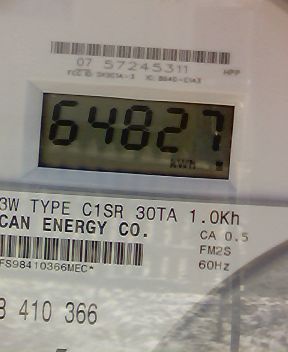 07 57245311 HPP
64827
3W TYPE C1SR 30TA 1.0Kh
CAN ENERGY CO. CA 0.5
FM2S
60Hz
FS98410366MEC*
410 366